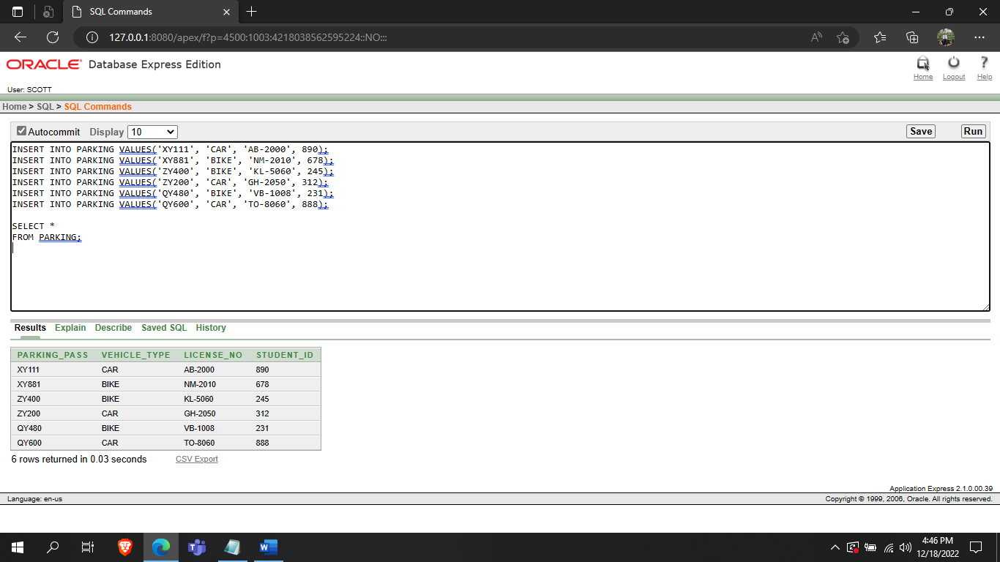 SQL Commands
127.0.0.1:8080/apex/f?p=4500:1003:4218038562595224::NO:::
ORACLE Database Express Edition
Home Logout Help
User: SCOTT
Home > SQL > SQL Commands
Autocommit Display 10 Save Run
INSERT INTO PARKING VALUES('XY111', 'CAR', 'AB-2000', 890);
INSERT INTO PARKING VALUES('XY881', 'BIKE', 'NM-2010', 678);
INSERT INTO PARKING VALUES('ZY400', 'BIKE', 'KL-5060', 245);
INSERT INTO PARKING VALUES('ZY200', 'CAR', 'GH-2050', 312);
INSERT INTO PARKING VALUES('QY480', 'BIKE', 'VB-1008', 231);
INSERT INTO PARKING VALUES('QY600', 'CAR', 'TO-8060', 888);
SELECT *
FROM PARKING;
Results Explain Describe Saved SQL History
PARKING_PASS VEHICLE_TYPE LICENSE_NO STUDENT_ID
XY111 CAR AB-2000 890
XY881 BIKE NM-2010 678
ZY400 BIKE KL-5060 245
ZY200 CAR GH-2050 312
QY480 BIKE VB-1008 231
QY600 CAR TO-8060 888
6 rows returned in 0.03 seconds CSV Export
Application Express 2.1.0.00.39
Language: en-us Copyright © 1999, 2006, Oracle. All rights reserved.
4:46 PM
12/18/2022